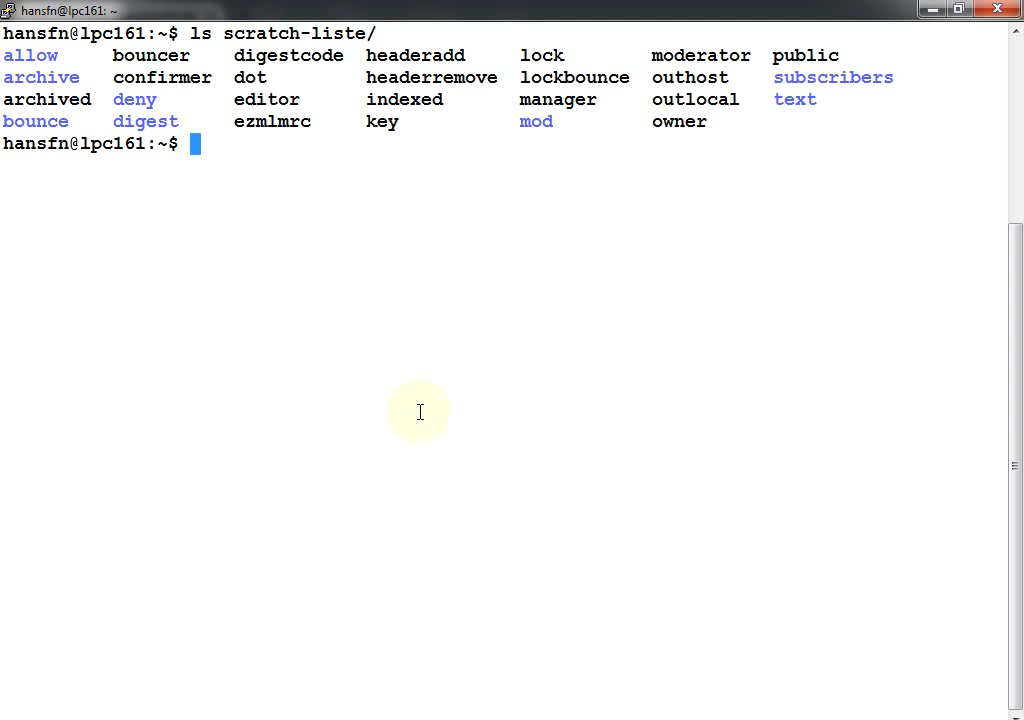 hansfn@lpc161: ~
hansfn@lpc161:~$ ls scratch-liste/
allow bouncer digestcode headeradd lock moderator public
archive confirmer dot headerremove lockbounce outhost subscribers
archived deny editor indexed manager outlocal text
bounce digest ezmlmrc key mod owner
hansfn@lpc161:~$